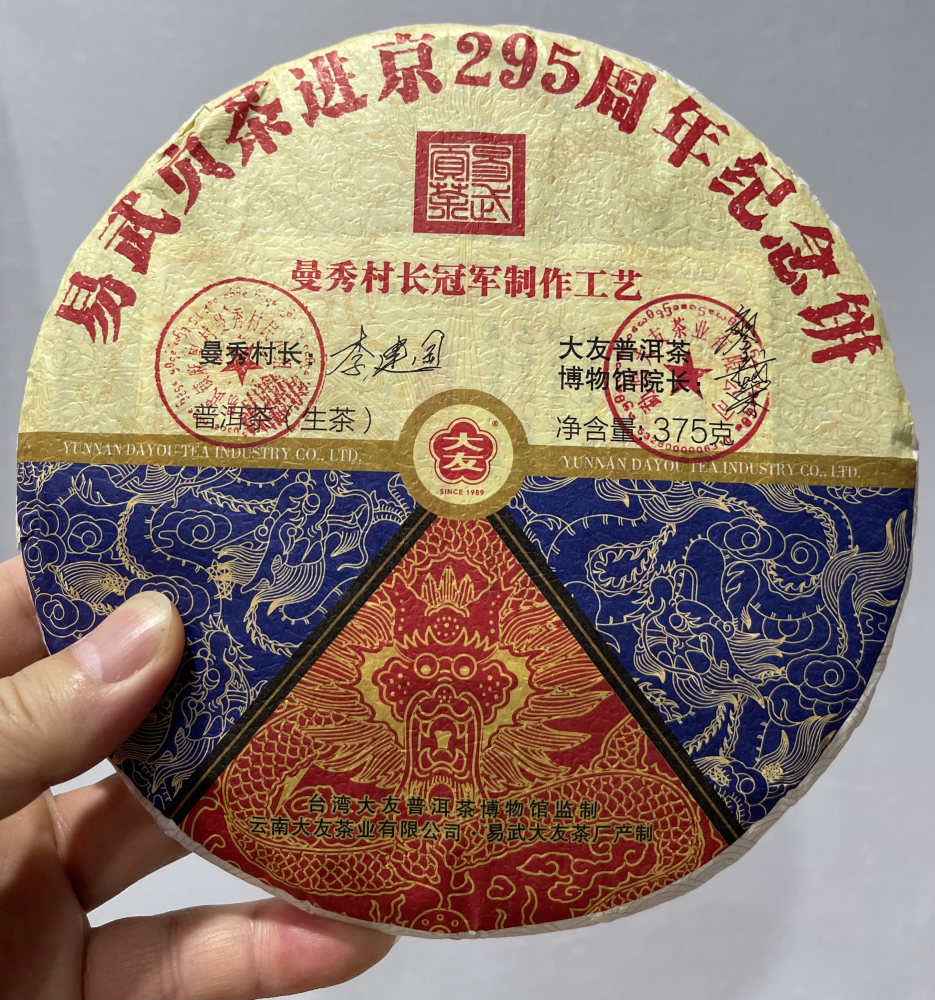 易武贡茶进京295周年纪念饼
易武
貢茶
曼秀村长冠军制作工艺
曼秀村长:
李建国
大友普洱茶
博物馆院长:
普洱茶(生茶)
净含量:375克
YUNNAN DAYOU TEA INDUSTRY CO., LTD.
大友
®
SINCE 1989
YUNNAN DAYOU TEA INDUSTRY CO., LTD.
台湾大友普洱茶博物馆监制
云南大友茶业有限公司·易武大友茶厂产制